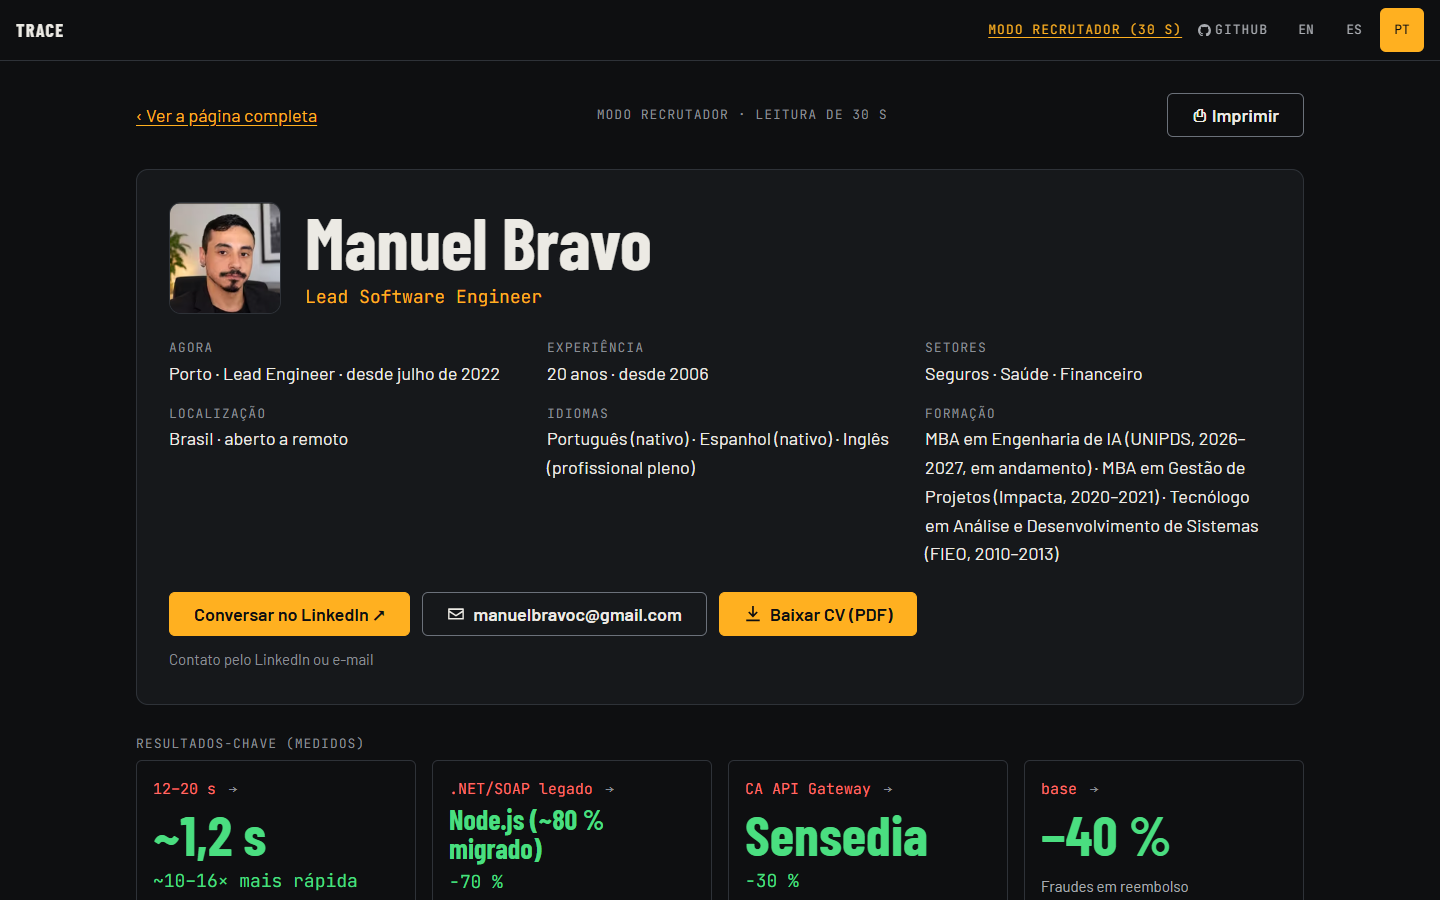 TRACE
MODO RECRUTADOR (30 S)
GITHUB
EN
ES
PT
‹ Ver a página completa
MODO RECRUTADOR · LEITURA DE 30 S
⎙ Imprimir
Manuel Bravo
Lead Software Engineer
AGORA
Porto · Lead Engineer · desde julho de 2022
EXPERIÊNCIA
20 anos · desde 2006
SETORES
Seguros · Saúde · Financeiro
LOCALIZAÇÃO
Brasil · aberto a remoto
IDIOMAS
Português (nativo) · Espanhol (nativo) · Inglês
(profissional pleno)
FORMAÇÃO
MBA em Engenharia de IA (UNIPDS, 2026–
2027, em andamento) · MBA em Gestão de
Projetos (Impacta, 2020–2021) · Tecnólogo
em Análise e Desenvolvimento de Sistemas
(FIEO, 2010–2013)
Conversar no LinkedIn ↗
manuelbravoc@gmail.com
Baixar CV (PDF)
Contato pelo LinkedIn ou e-mail
RESULTADOS-CHAVE (MEDIDOS)
12–20 s →
~1,2 s
~10–16× mais rápida
.NET/SOAP legado →
Node.js (~80 %
migrado)
-70 %
CA API Gateway →
Sensedia
-30 %
base →
−40 %
Fraudes em reembolso